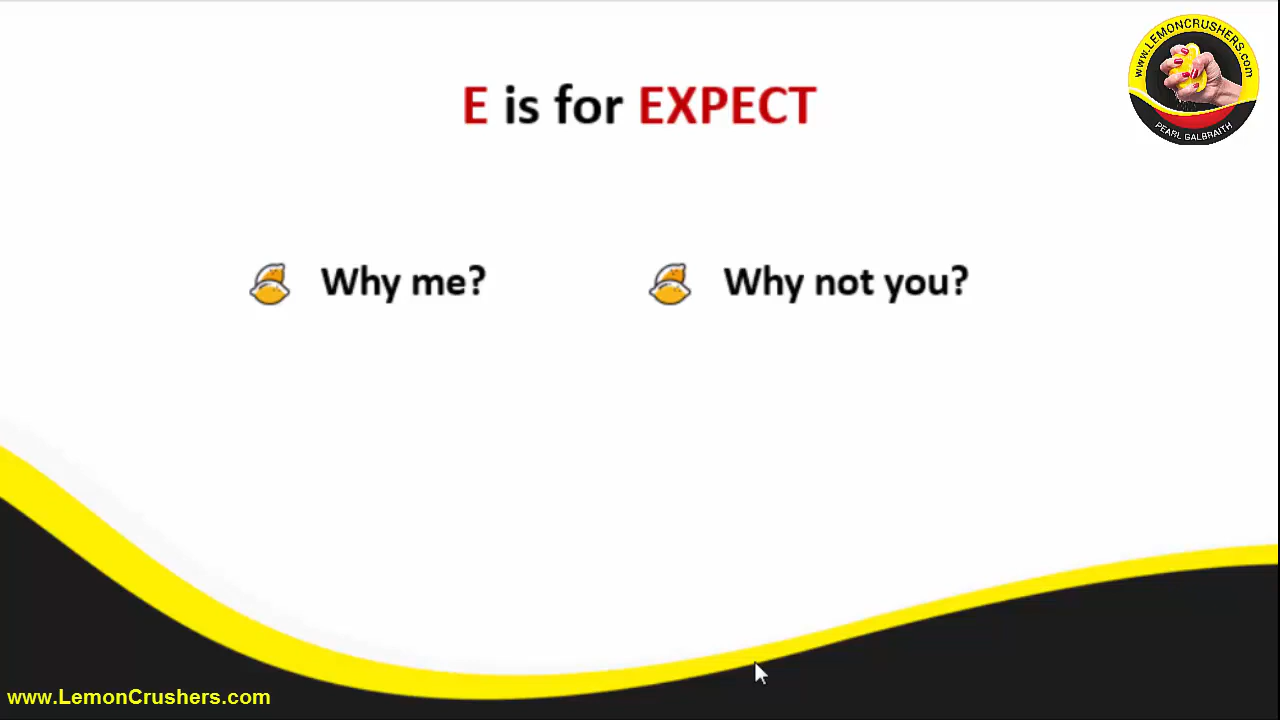 www.LEMONCRUSHERS.com
PEARL GALBRAITH
E is for EXPECT
Why me?
Why not you?
www.LemonCrushers.com